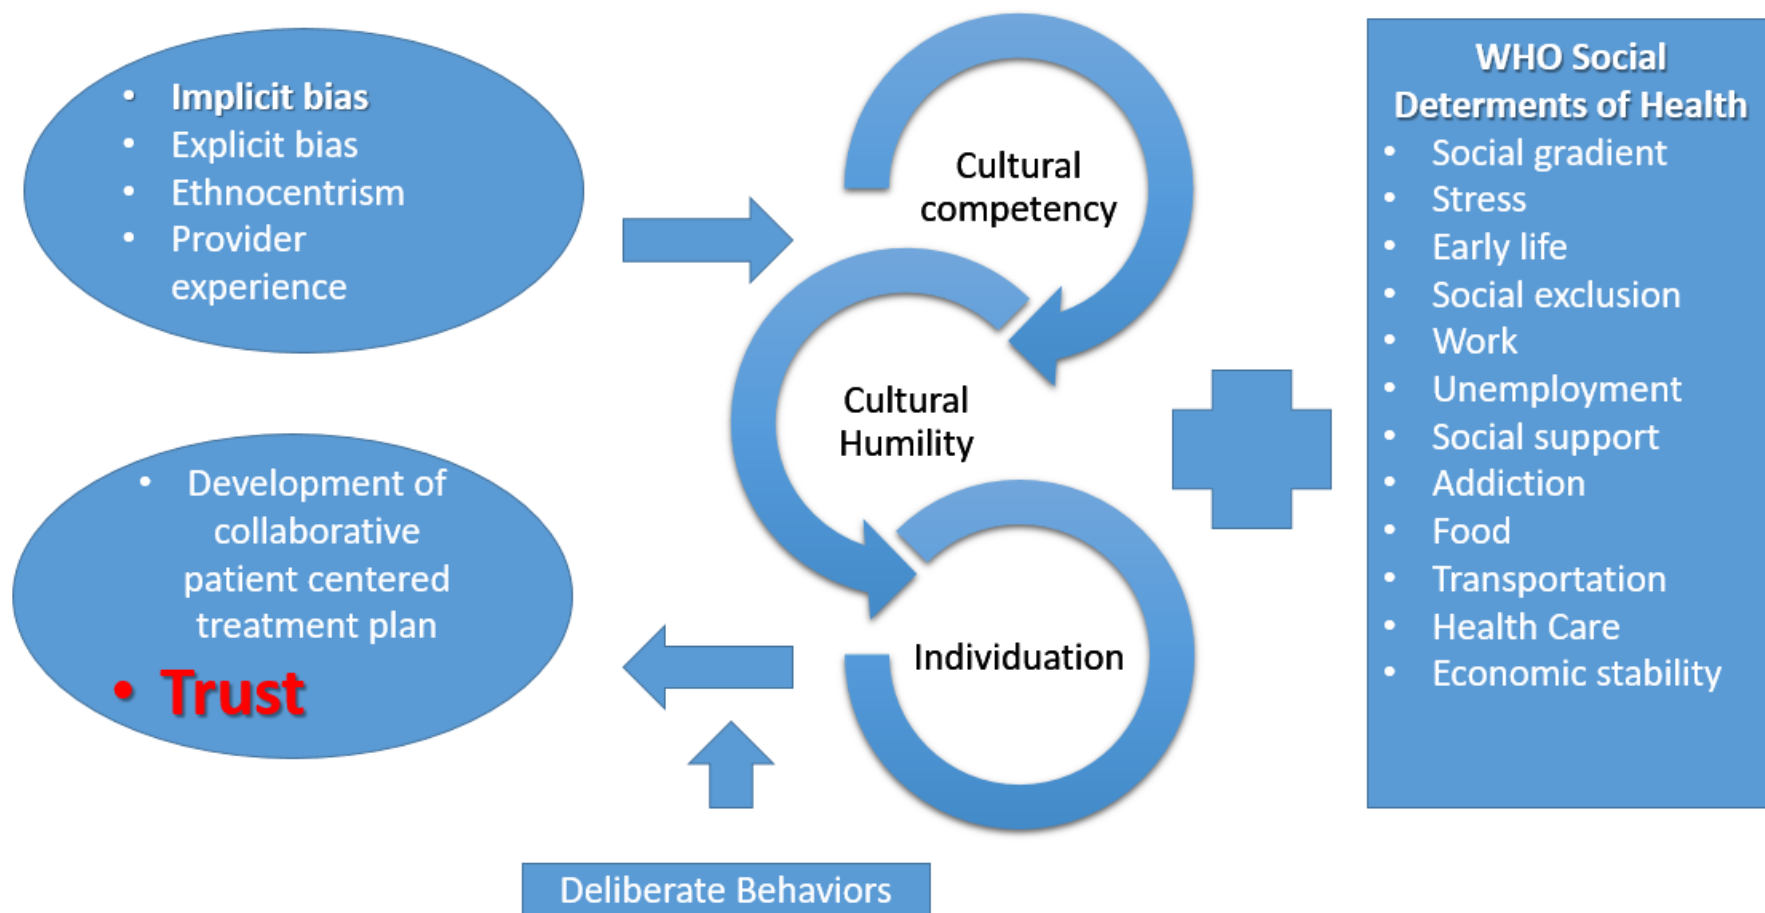 • Implicit bias
• Explicit bias
• Ethnocentrism
• Provider
experience
Cultural
competency
Cultural
Humility
Individuation
WHO Social
Determents of Health
• Social gradient
• Stress
• Early life
• Social exclusion
• Work
• Unemployment
• Social support
• Addiction
• Food
• Transportation
• Health Care
• Economic stability
• Development of
collaborative
patient centered
treatment plan
• Trust
Deliberate Behaviors